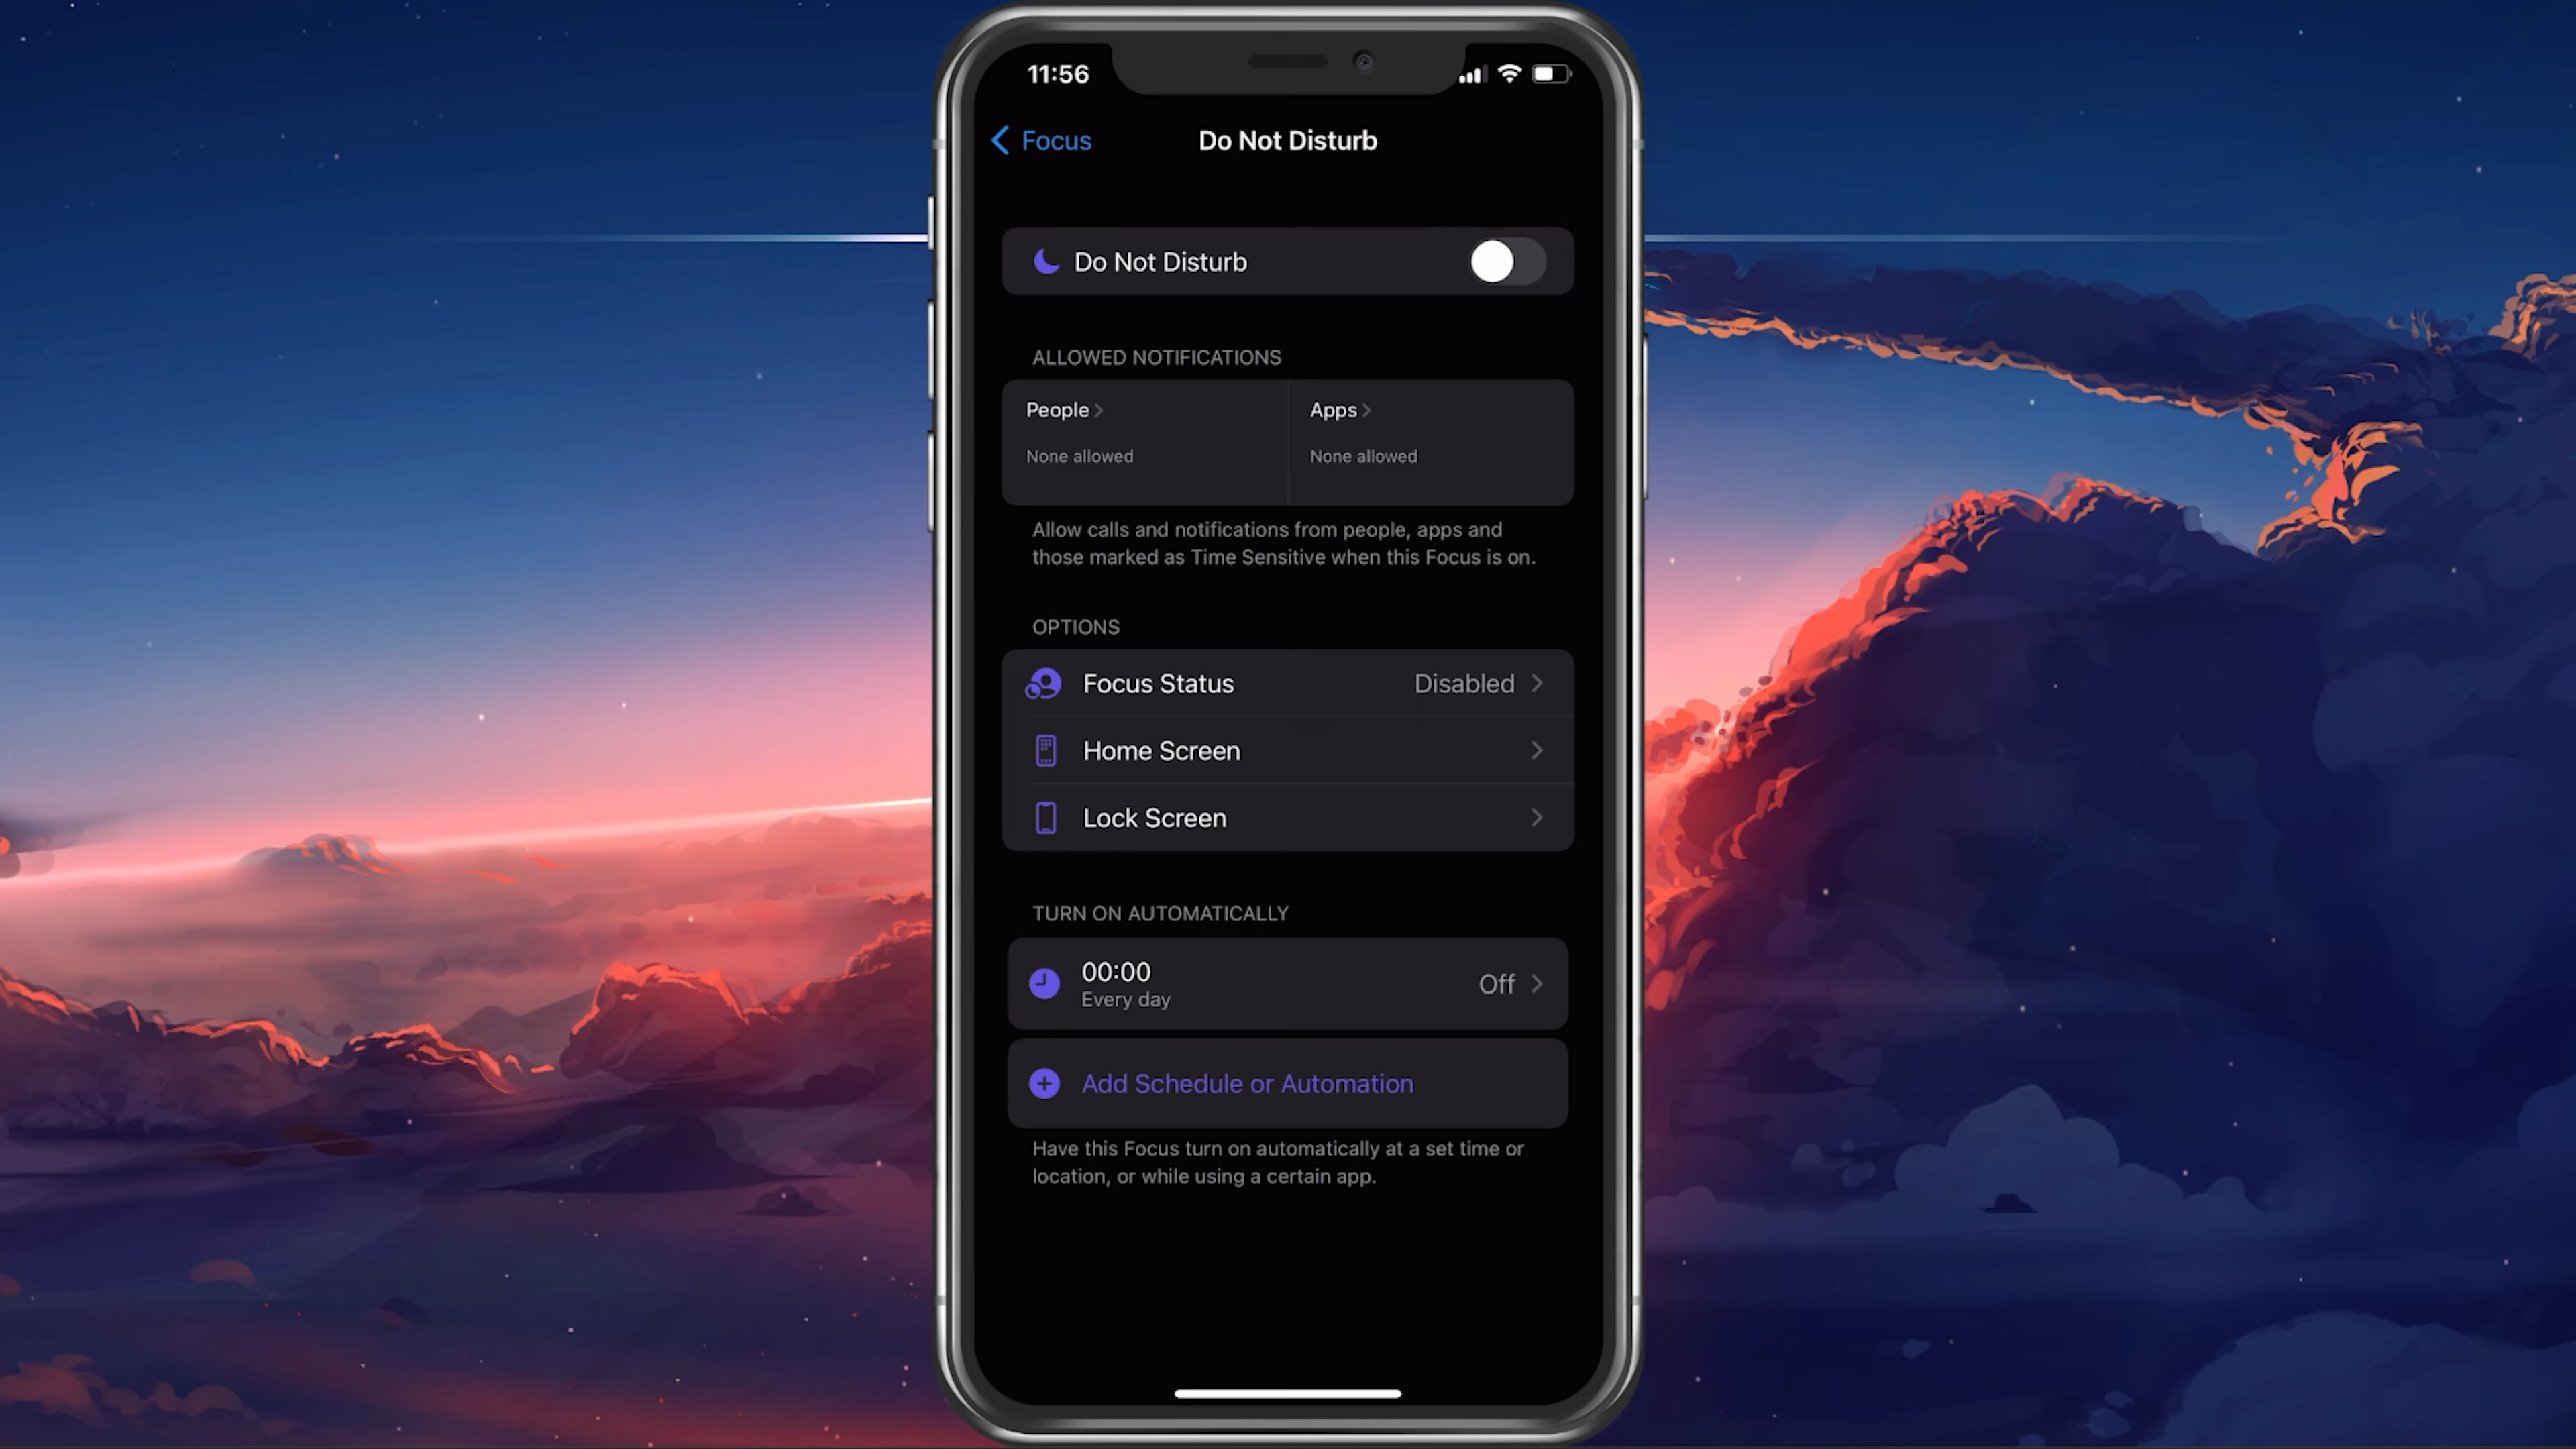 11:56
Focus
Do Not Disturb
Do Not Disturb
ALLOWED NOTIFICATIONS
People
Apps
None allowed
None allowed
Allow calls and notifications from people, apps and
those marked as Time Sensitive when this Focus is on.
OPTIONS
Focus Status
Disabled
Home Screen
Lock Screen
TURN ON AUTOMATICALLY
00:00
Every day
Off
Add Schedule or Automation
Have this Focus turn on automatically at a set time or
location, or while using a certain app.